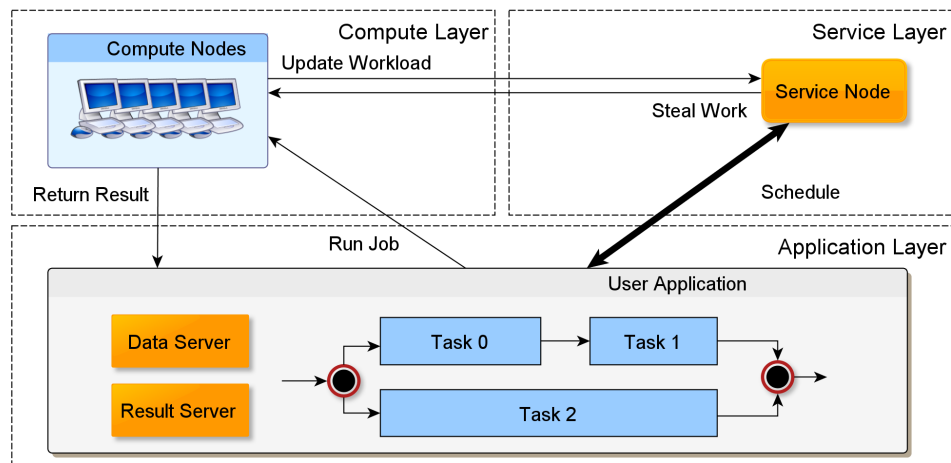 Compute Layer
Service Layer
Compute Nodes
Update Workload
Service Node
Steal Work
Return Result
Schedule
Run Job
Application Layer
User Application
Data Server
Task 0
Task 1
Result Server
Task 2